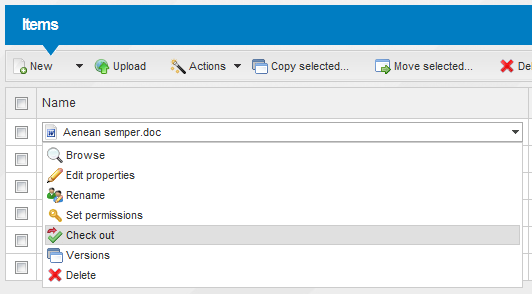 Items
New Upload Actions Copy selected... Move selected...
Name
Aenean semper.doc
Browse
Edit properties
Rename
Set permissions
Check out
Versions
Delete